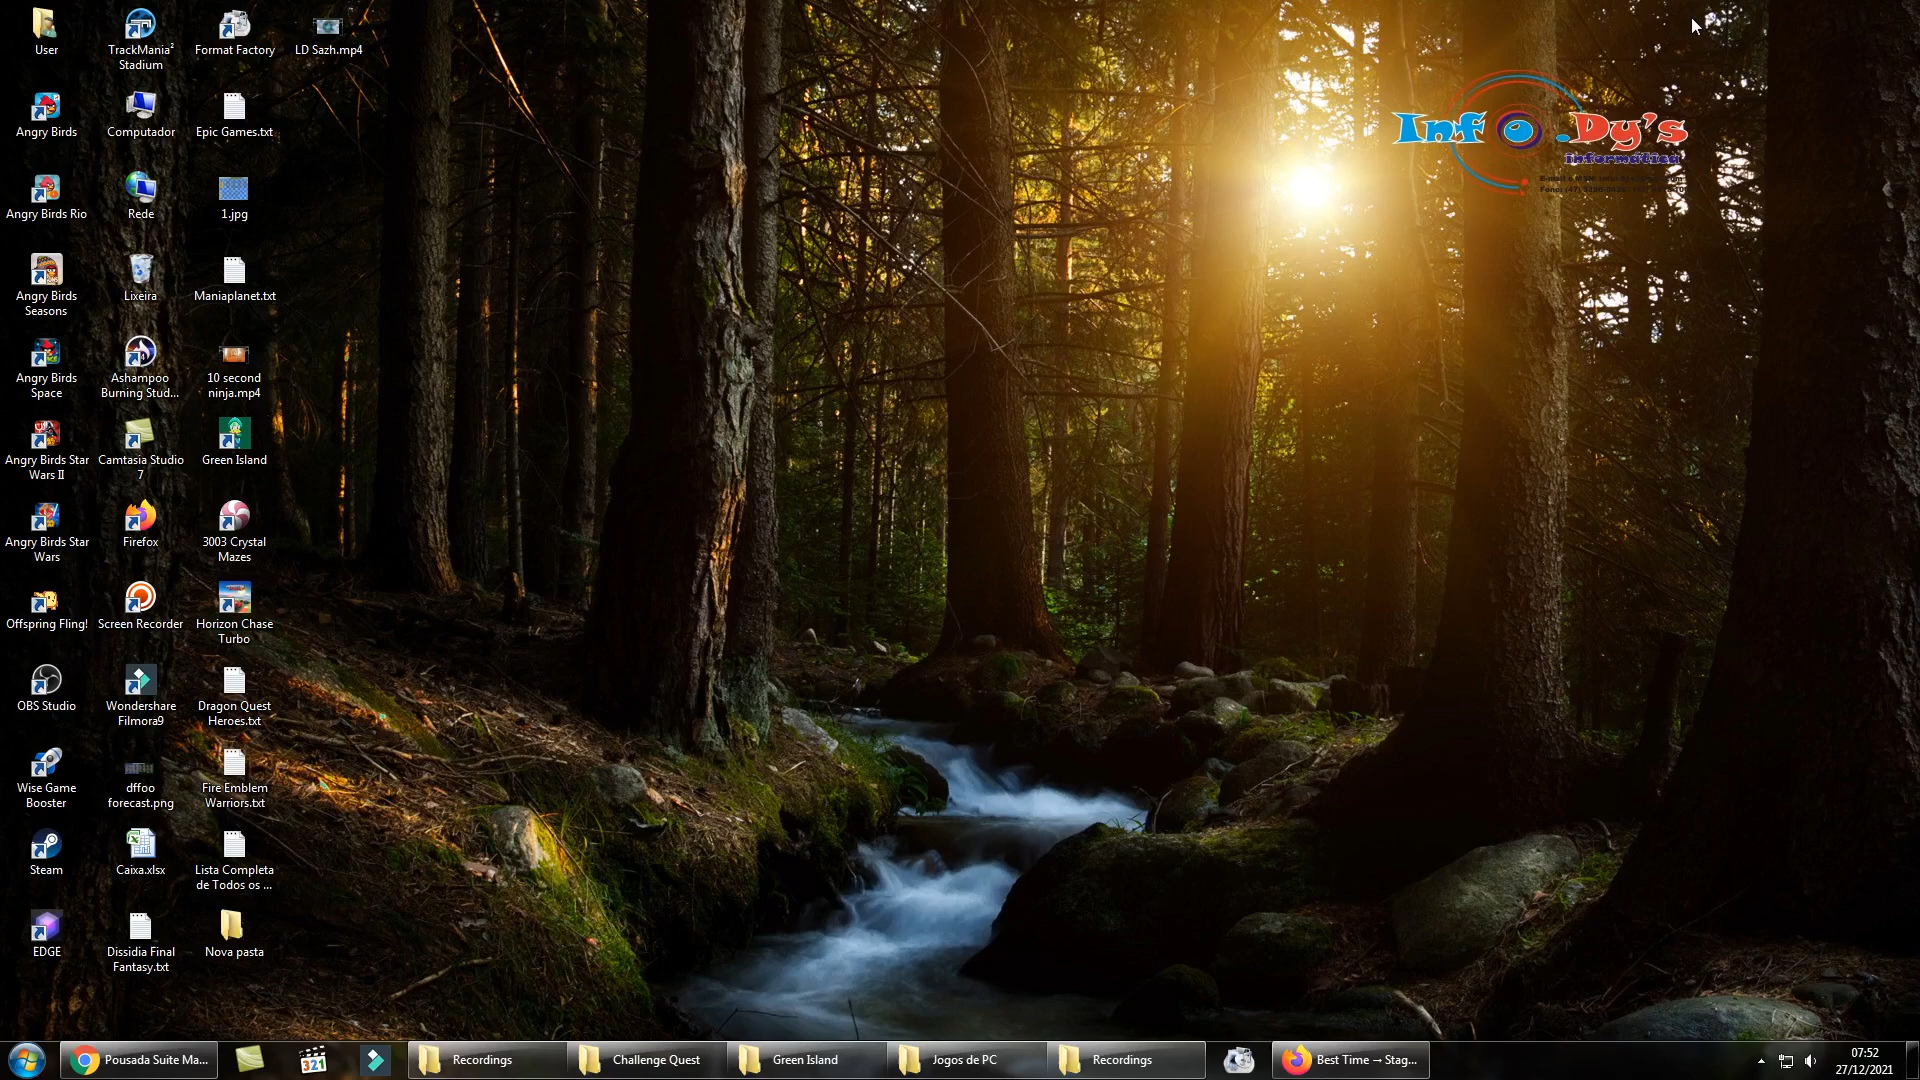 User
TrackMania² Stadium
Format Factory
LD Sazh.mp4
Angry Birds
Computador
Epic Games.txt
Angry Birds Rio
Rede
1.jpg
Angry Birds
Seasons
Lixeira
Maniaplanet.txt
Angry Birds
Space
Ashampoo
Burning Stud...
10 second
ninja.mp4
Angry Birds Star
Wars II
Camtasia Studio
7
Green Island
Angry Birds Star
Wars
Firefox
3003 Crystal
Mazes
Offspring Fling!
Screen Recorder
Horizon Chase
Turbo
OBS Studio
Wondershare
Filmora9
Dragon Quest
Heroes.txt
Wise Game
Booster
dffoo
forecast.png
Fire Emblem
Warriors.txt
Steam
Caixa.xlsx
Lista Completa
de Todos os ...
EDGE
Dissidia Final
Fantasy.txt
Nova pasta
Info.Dy's
informática
Pousada Suite Ma...
321
Recordings
Challenge Quest
Green Island
Jogos de PC
Recordings
Best Time → Stag...
07:52
27/12/2021